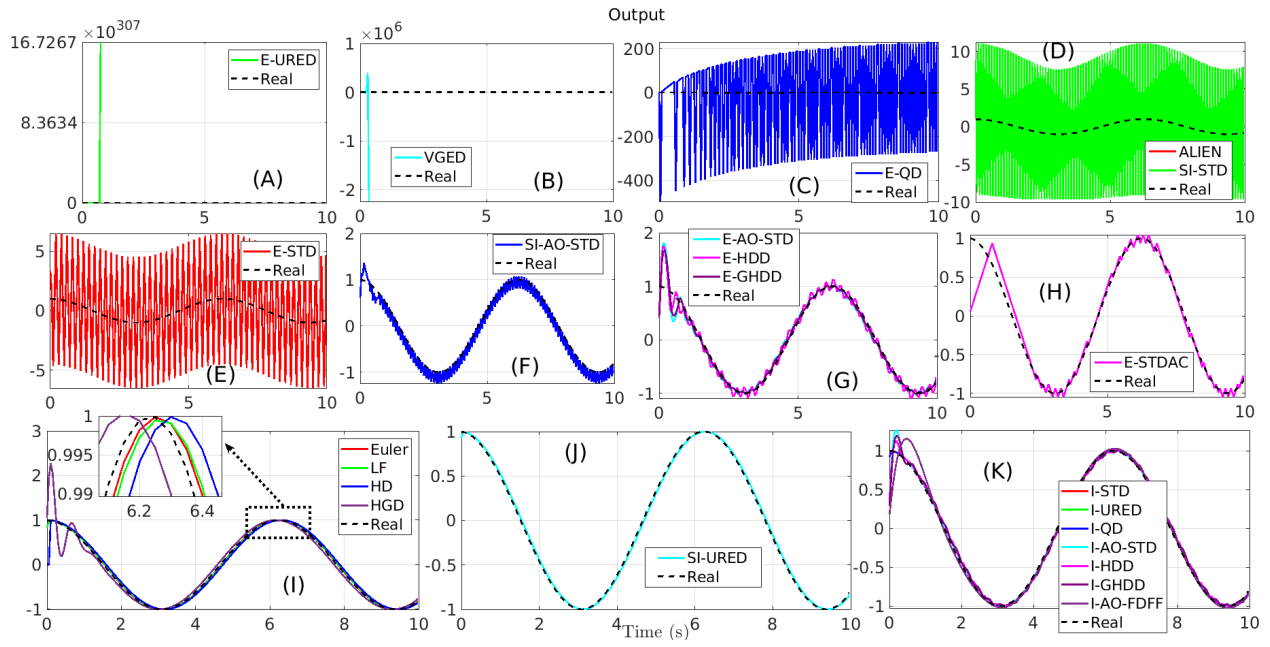 Output
×10^307
16.7267
8.3634
0
0 5 10
E-URED
Real
(A)
×10^6
1
0
-1
-2
0 5 10
VGED
Real
(B)
200
0
-200
-400
0 5 10
E-QD
Real
(C)
10
5
0
-5
-10
0 5 10
(D)
ALIEN
SI-STD
Real
5
0
-5
0 5 10
E-STD
Real
(E)
2
1
0
-1
0 5 10
SI-AO-STD
Real
(F)
2
1
0
-1
0 5 10
E-AO-STD
E-HDD
E-GHDD
Real
(G)
1
0.5
0
-0.5
-1
0 5 10
(H)
E-STDAC
Real
3
2
1
0
-1
0 2 4 6 8 10
1
0.995
0.99
6.2 6.4
Euler
LF
HD
HGD
Real
(I)
1
0.5
0
-0.5
-1
0 2 4 6 8 10
(J)
SI-URED
Real
Time (s)
1
0.5
0
-0.5
-1
0 2 4 6 8 10
(K)
I-STD
I-URED
I-QD
I-AO-STD
I-HDD
I-GHDD
I-AO-FDFF
Real